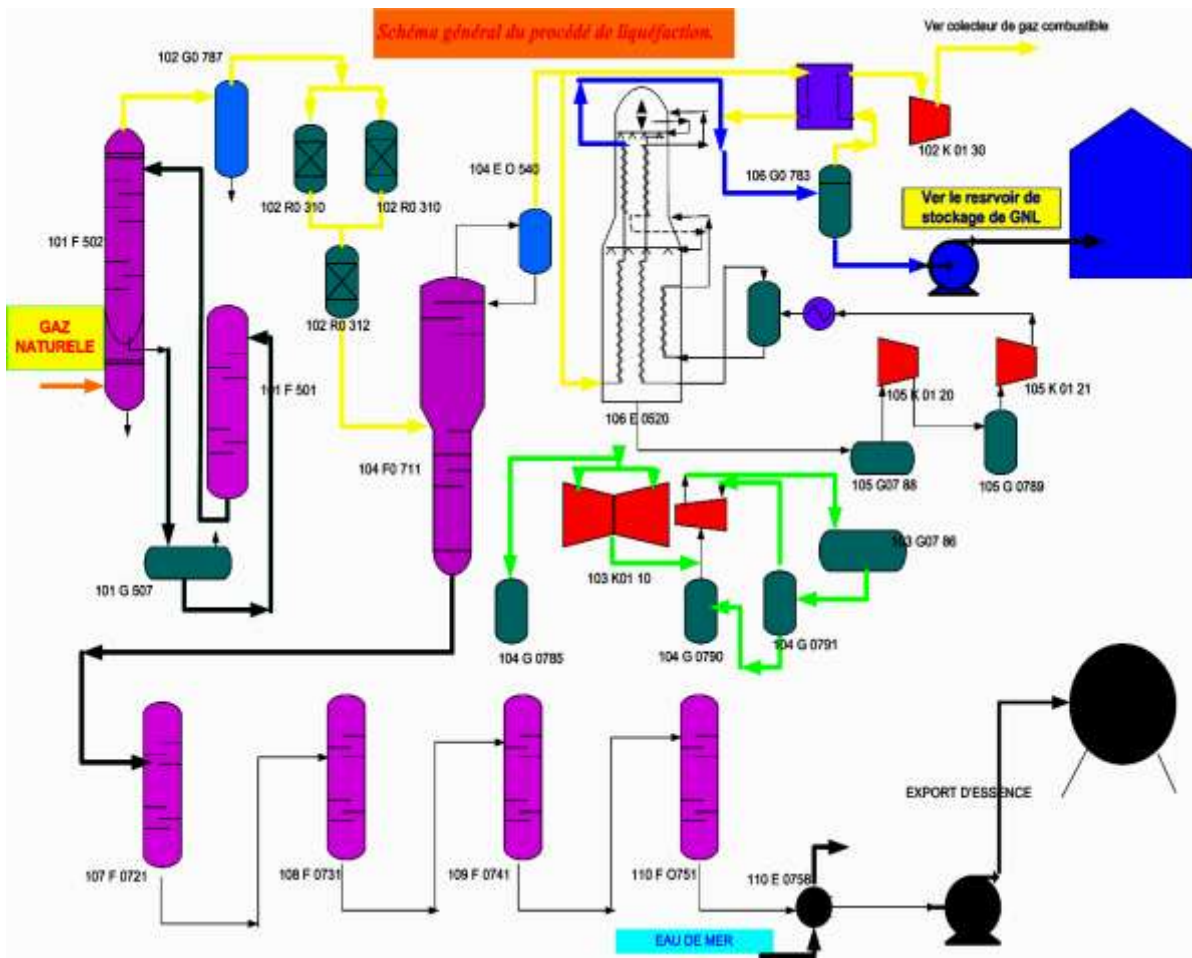 Schéma général du procédé de liquéfaction.
Ver colecteur de gaz combustible
102 G0 787
102 K 01 30
104 E O 540
106 G0 783
102 R0 310
102 R0 310
Ver le resrvoir de
stockage de GNL
101 F 502
102 R0 312
GAZ
NATURELE
101 F 501
105 K 01 20
105 K 01 21
106 E 0520
104 F0 711
105 G07 88
105 G 0789
103 G07 86
101 G 507
103 K01 10
104 G 0785
104 G 0790
104 G 0791
EXPORT D'ESSENCE
107 F 0721
108 F 0731
109 F 0741
110 F O751
110 E 0758
EAU DE MER